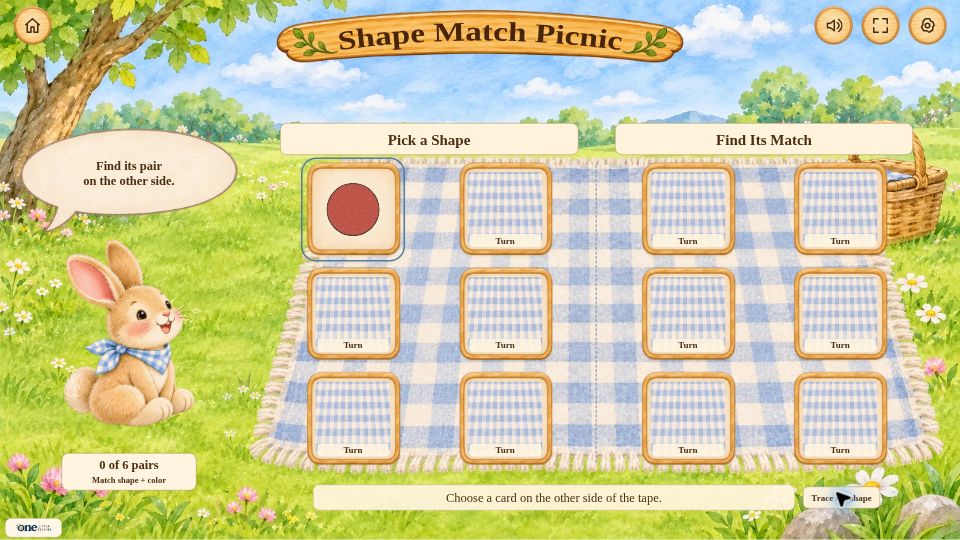 Shape Match Picnic
Pick a Shape
Find Its Match
Find its pair
on the other side.
Turn
Turn
Turn
Turn
Turn
Turn
Turn
Turn
Turn
Turn
Turn
0 of 6 pairs
Match shape + color
Choose a card on the other side of the tape.
Trace
one